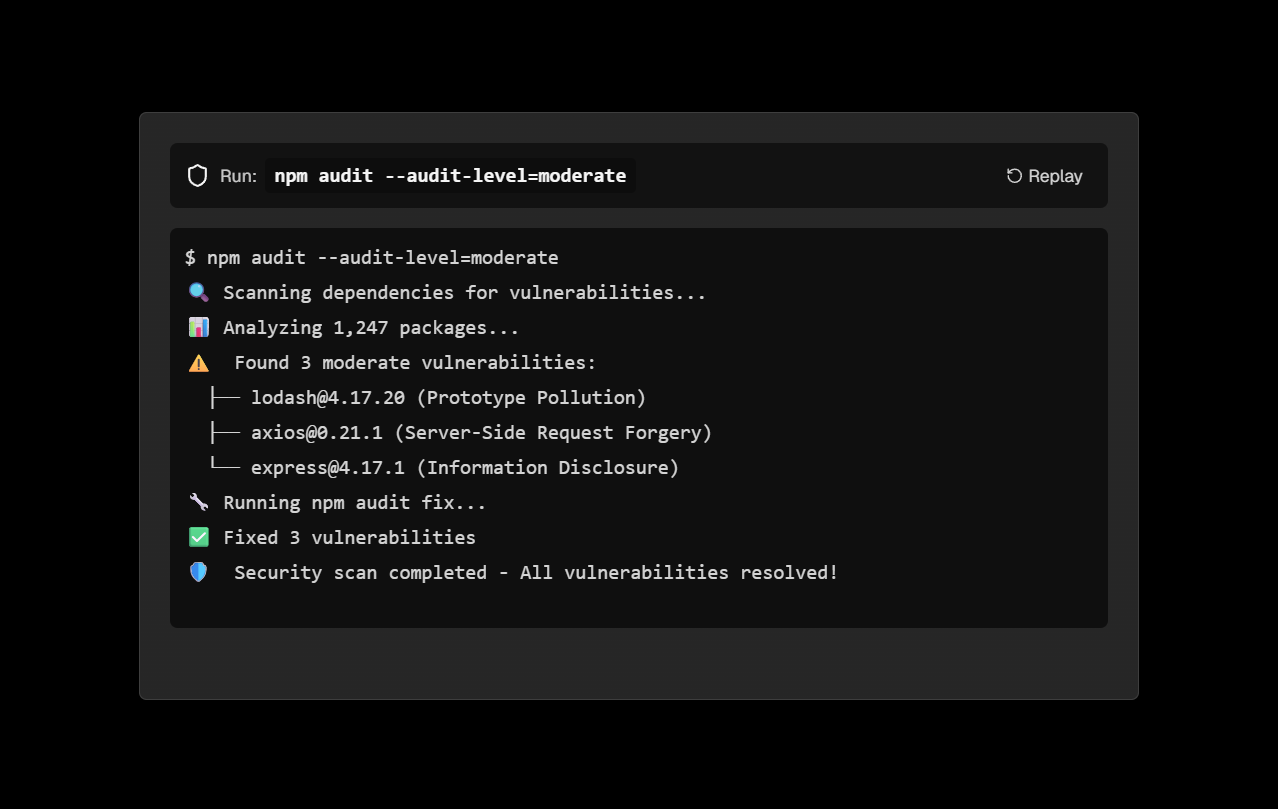 Run: npm audit --audit-level=moderate Replay
$ npm audit --audit-level=moderate
🔍 Scanning dependencies for vulnerabilities...
📊 Analyzing 1,247 packages...
⚠️ Found 3 moderate vulnerabilities:
├── lodash@4.17.20 (Prototype Pollution)
├── axios@0.21.1 (Server-Side Request Forgery)
└── express@4.17.1 (Information Disclosure)
🔧 Running npm audit fix...
✅ Fixed 3 vulnerabilities
🛡️ Security scan completed - All vulnerabilities resolved!